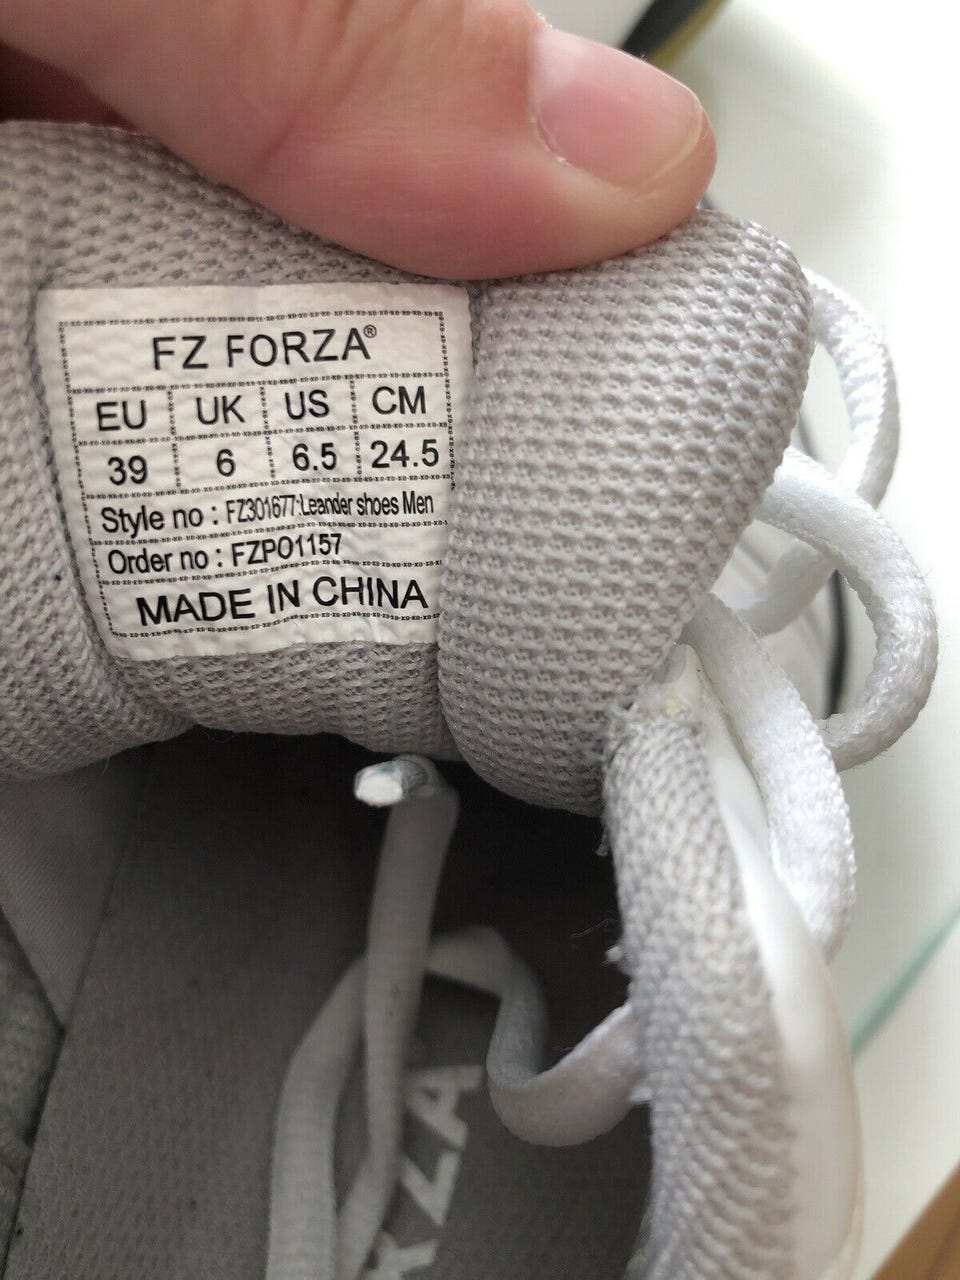 FZ FORZA®
EU UK US CM
39 6 6.5 24.5
Style no : FZ301677:Leander shoes Men
Order no : FZPO1157
MADE IN CHINA
RZA